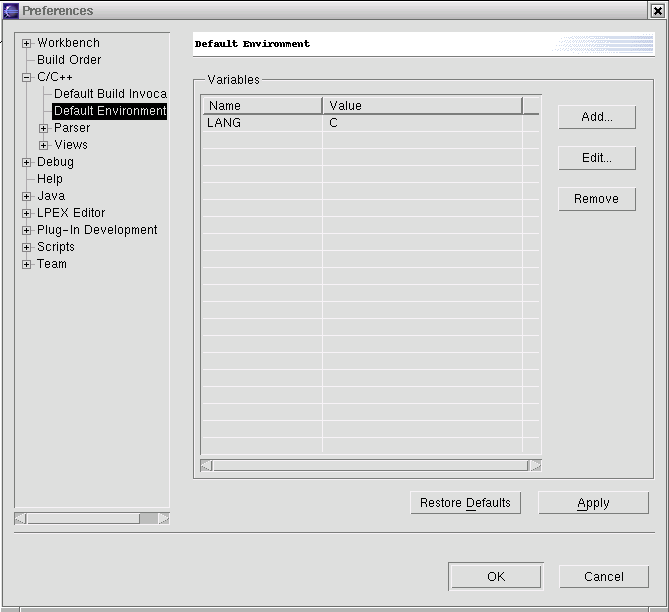 Preferences
Workbench
Build Order
C/C++
Default Build Invoca
Default Environment
Parser
Views
Debug
Help
Java
LPEX Editor
Plug-In Development
Scripts
Team
Default Environment
Variables
Name Value
LANG C
Add...
Edit...
Remove
Restore Defaults Apply
OK Cancel